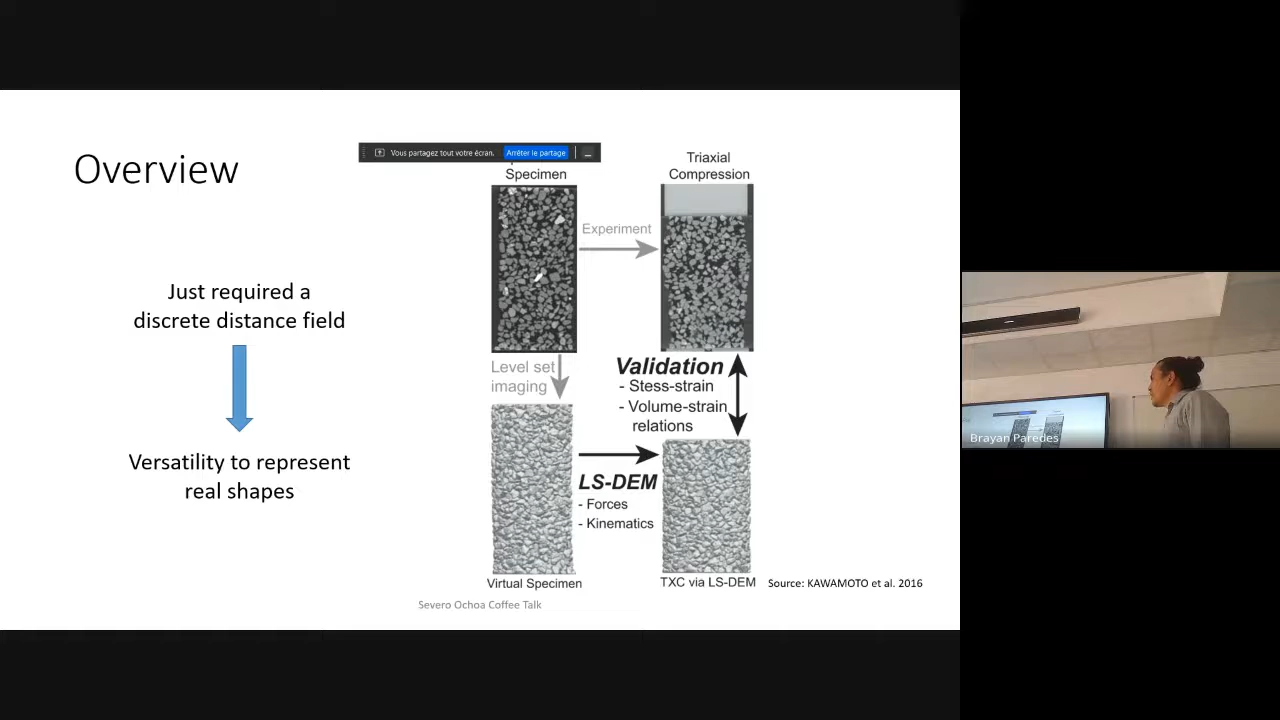 Overview
Vous partagez tout votre écran. Arrêter le partage
Specimen
Triaxial
Compression
Experiment
Just required a
discrete distance field
Level set
imaging
Validation
- Stess-strain
- Volume-strain
relations
Versatility to represent
real shapes
LS-DEM
- Forces
- Kinematics
Virtual Specimen
TXC via LS-DEM
Source: KAWAMOTO et al. 2016
Severo Ochoa Coffee Talk
Brayan Paredes